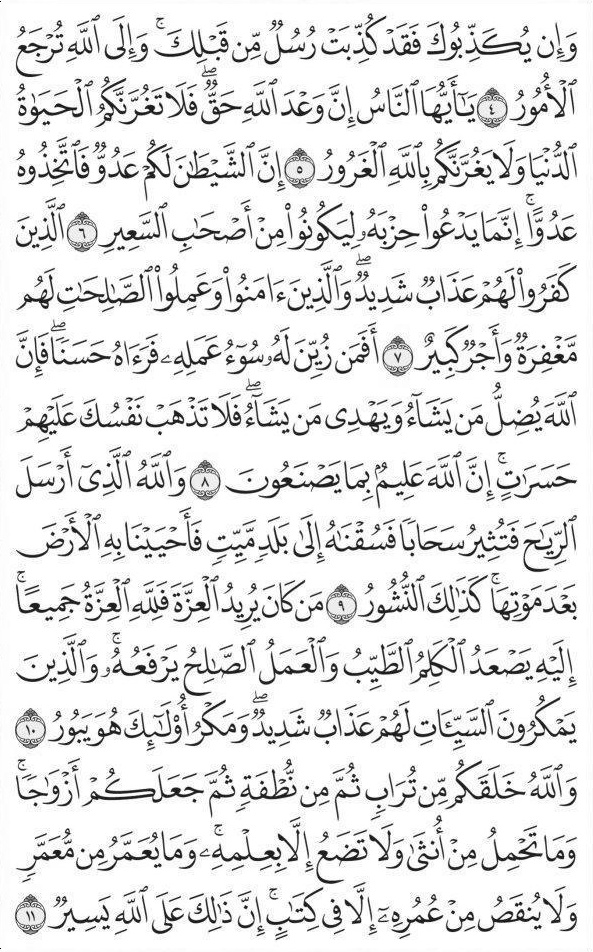 وَإِن يُكَذِّبُوكَ فَقَدْ كُذِّبَتْ رُسُلٌ مِّن قَبْلِكَ ۚ وَإِلَى ٱللَّهِ تُرْجَعُ
ٱلْأُمُورُ ٤ يَـٰٓأَيُّهَا ٱلنَّاسُ إِنَّ وَعْدَ ٱللَّهِ حَقٌّ ۖ فَلَا تَغُرَّنَّكُمُ ٱلْحَيَوٰةُ
ٱلدُّنْيَا وَلَا يَغُرَّنَّكُم بِٱللَّهِ ٱلْغَرُورُ ٥ إِنَّ ٱلشَّيْطَـٰنَ لَكُمْ عَدُوٌّ فَٱتَّخِذُوهُ
عَدُوًّا ۚ إِنَّمَا يَدْعُوا۟ حِزْبَهُۥ لِيَكُونُوا۟ مِنْ أَصْحَـٰبِ ٱلسَّعِيرِ ٦ ٱلَّذِينَ
كَفَرُوا۟ لَهُمْ عَذَابٌ شَدِيدٌ ۖ وَٱلَّذِينَ ءَامَنُوا۟ وَعَمِلُوا۟ ٱلصَّـٰلِحَـٰتِ لَهُم
مَّغْفِرَةٌ وَأَجْرٌ كَبِيرٌ ٧ أَفَمَن زُيِّنَ لَهُۥ سُوٓءُ عَمَلِهِۦ فَرَءَاهُ حَسَنًا ۖ فَإِنَّ
ٱللَّهَ يُضِلُّ مَن يَشَآءُ وَيَهْدِى مَن يَشَآءُ ۖ فَلَا تَذْهَبْ نَفْسُكَ عَلَيْهِمْ
حَسَرَٰتٍ ۚ إِنَّ ٱللَّهَ عَلِيمٌۢ بِمَا يَصْنَعُونَ ٨ وَٱللَّهُ ٱلَّذِىٓ أَرْسَلَ
ٱلرِّيَـٰحَ فَتُثِيرُ سَحَابًا فَسُقْنَـٰهُ إِلَىٰ بَلَدٍ مَّيِّتٍ فَأَحْيَيْنَا بِهِ ٱلْأَرْضَ
بَعْدَ مَوْتِهَا ۚ كَذَٰلِكَ ٱلنُّشُورُ ٩ مَن كَانَ يُرِيدُ ٱلْعِزَّةَ فَلِلَّهِ ٱلْعِزَّةُ جَمِيعًا ۚ
إِلَيْهِ يَصْعَدُ ٱلْكَلِمُ ٱلطَّيِّبُ وَٱلْعَمَلُ ٱلصَّـٰلِحُ يَرْفَعُهُۥ ۚ وَٱلَّذِينَ
يَمْكُرُونَ ٱلسَّيِّـَٔاتِ لَهُمْ عَذَابٌ شَدِيدٌ ۖ وَمَكْرُ أُو۟لَـٰٓئِكَ هُوَ يَبُورُ ١٠
وَٱللَّهُ خَلَقَكُم مِّن تُرَابٍ ثُمَّ مِن نُّطْفَةٍ ثُمَّ جَعَلَكُمْ أَزْوَٰجًا ۚ
وَمَا تَحْمِلُ مِنْ أُنثَىٰ وَلَا تَضَعُ إِلَّا بِعِلْمِهِۦ ۚ وَمَا يُعَمَّرُ مِن مُّعَمَّرٍ
وَلَا يُنقَصُ مِنْ عُمُرِهِۦٓ إِلَّا فِى كِتَـٰبٍ ۚ إِنَّ ذَٰلِكَ عَلَى ٱللَّهِ يَسِيرٌ ١١